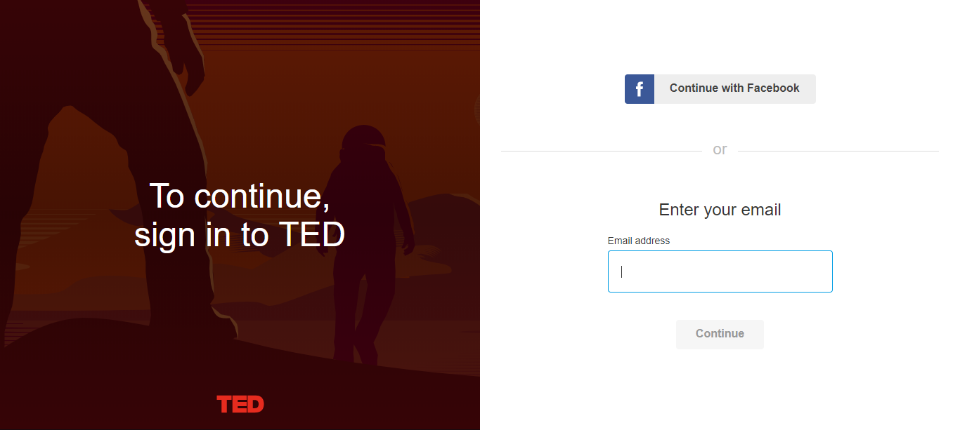 To continue,
sign in to TED
TED
f Continue with Facebook
or
Enter your email
Email address
Continue